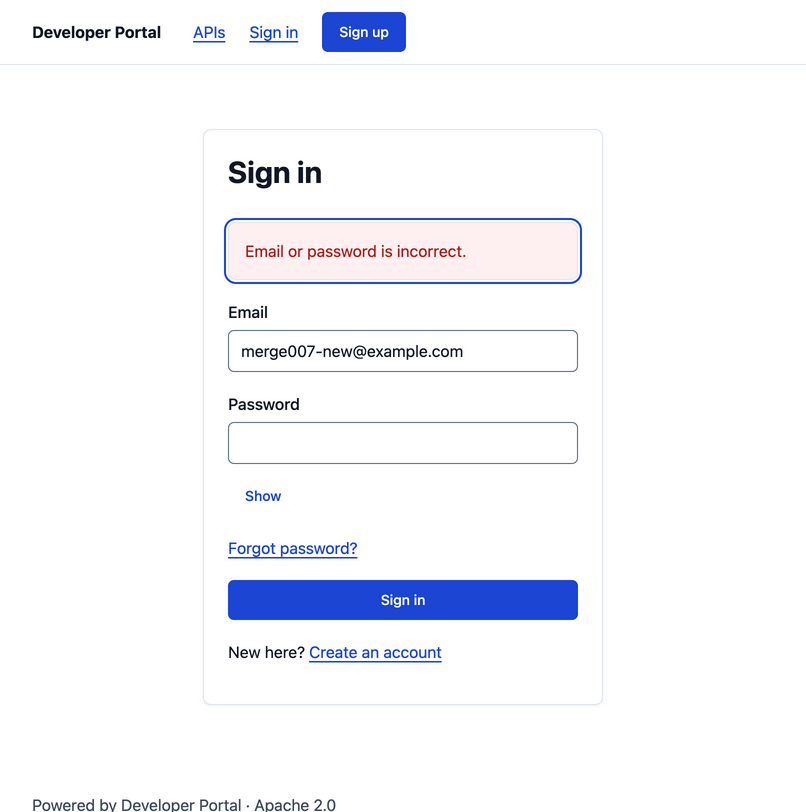 Developer Portal APIs Sign in Sign up
Sign in
Email or password is incorrect.
Email
merge007-new@example.com
Password
Show
Forgot password?
Sign in
New here? Create an account
Powered by Developer Portal · Apache 2.0